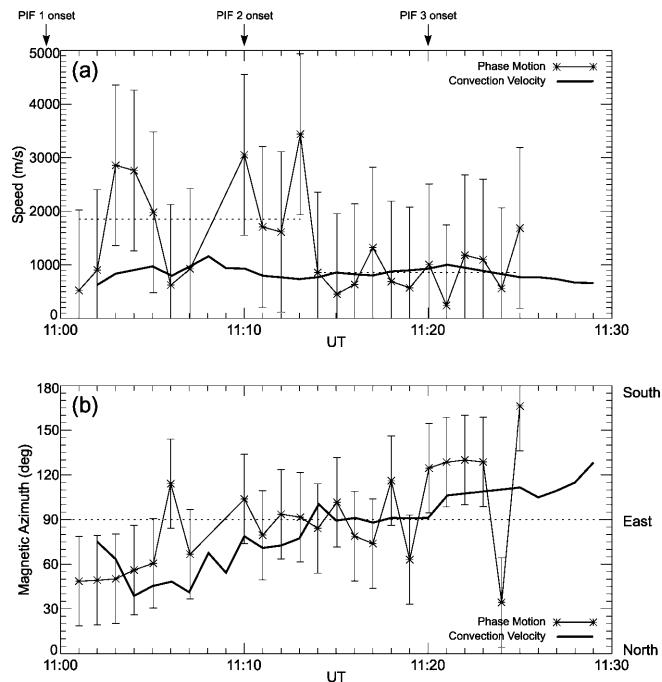 PIF 1 onset PIF 2 onset PIF 3 onset
(a)
Phase Motion
Convection Velocity
Speed (m/s)
5000
4000
3000
2000
1000
0
11:00 11:10 11:20 11:30
UT
(b)
Magnetic Azimuth (deg)
180
150
120
90
60
30
0
South
East
North
Phase Motion
Convection Velocity
11:00 11:10 11:20 11:30
UT